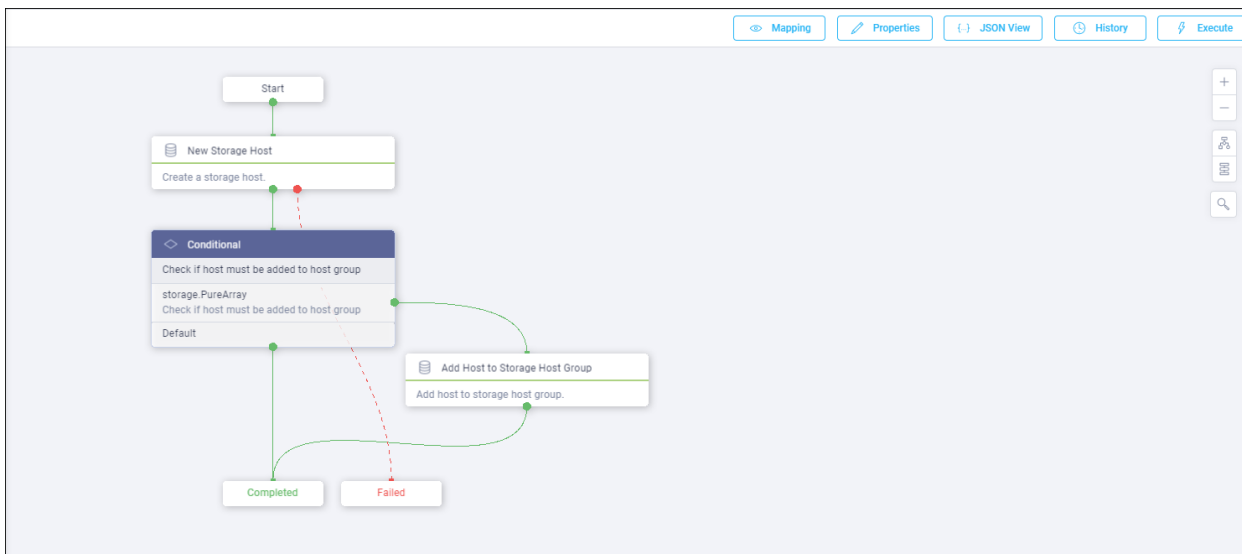 Mapping
Properties
{..} JSON View
History
Execute
Start
New Storage Host
Create a storage host.
Conditional
Check if host must be added to host group
storage.PureArray
Check if host must be added to host group
Default
Add Host to Storage Host Group
Add host to storage host group.
Completed
Failed